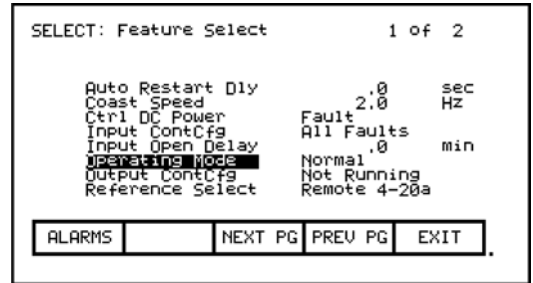 SELECT: Feature Select 1 of 2
Auto Restart Dly .0 sec
Coast Speed 2.0 Hz
Ctrl DC Power Fault
Input ContCfg All Faults
Input Open Delay .0 min
Operating Mode Normal
Output ContCfg Not Running
Reference Select Remote 4-20a
ALARMS NEXT PG PREV PG EXIT .